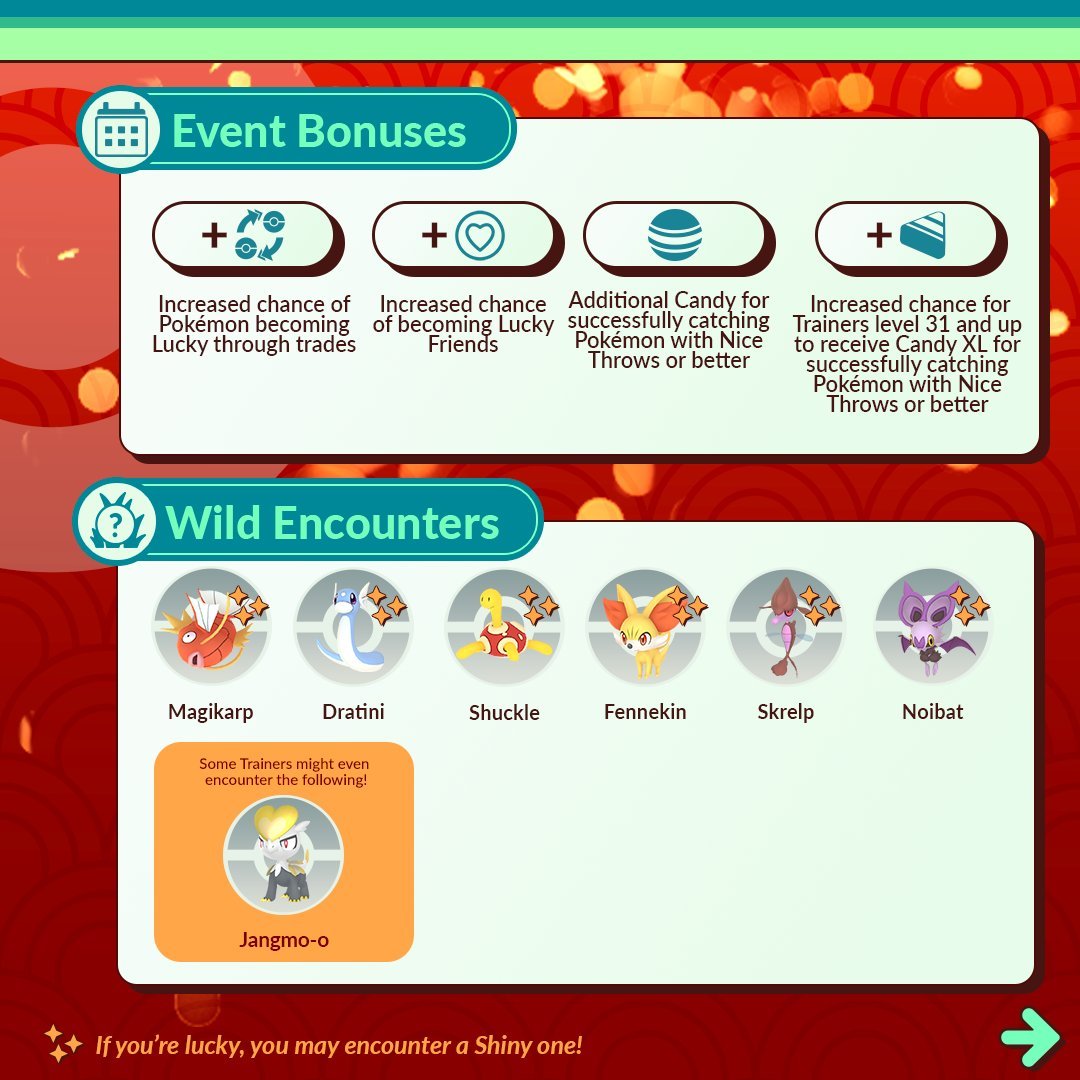 Event Bonuses
Increased chance of
Pokémon becoming
Lucky through trades
Increased chance
of becoming Lucky
Friends
Additional Candy for
successfully catching
Pokémon with Nice
Throws or better
Increased chance for
Trainers level 31 and up
to receive Candy XL for
successfully catching
Pokémon with Nice
Throws or better
Wild Encounters
Magikarp
Dratini
Shuckle
Fennekin
Skrelp
Noibat
Some Trainers might even
encounter the following!
Jangmo-o
If you're lucky, you may encounter a Shiny one!